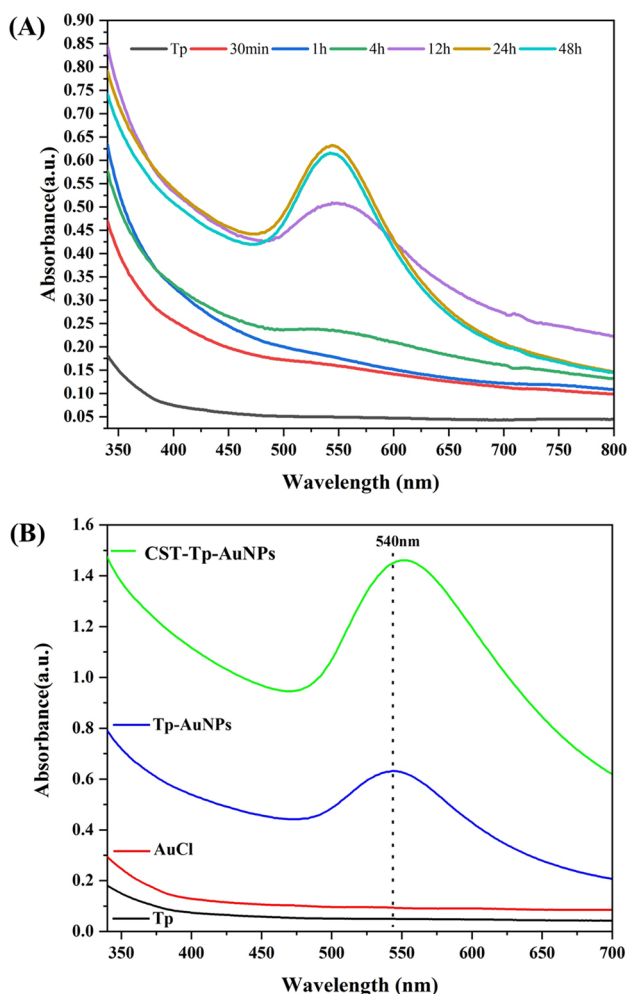 (A)
Tp 30min 1h 4h 12h 24h 48h
0.90
0.85
0.80
0.75
0.70
0.65
0.60
0.55
0.50
0.45
0.40
0.35
0.30
0.25
0.20
0.15
0.10
0.05
Absorbance(a.u.)
350 400 450 500 550 600 650 700 750 800
Wavelength (nm)
(B)
540nm
CST-Tp-AuNPs
Tp-AuNPs
AuCl
Tp
1.6
1.4
1.2
1.0
0.8
0.6
0.4
0.2
0.0
Absorbance(a.u.)
350 400 450 500 550 600 650 700
Wavelength (nm)